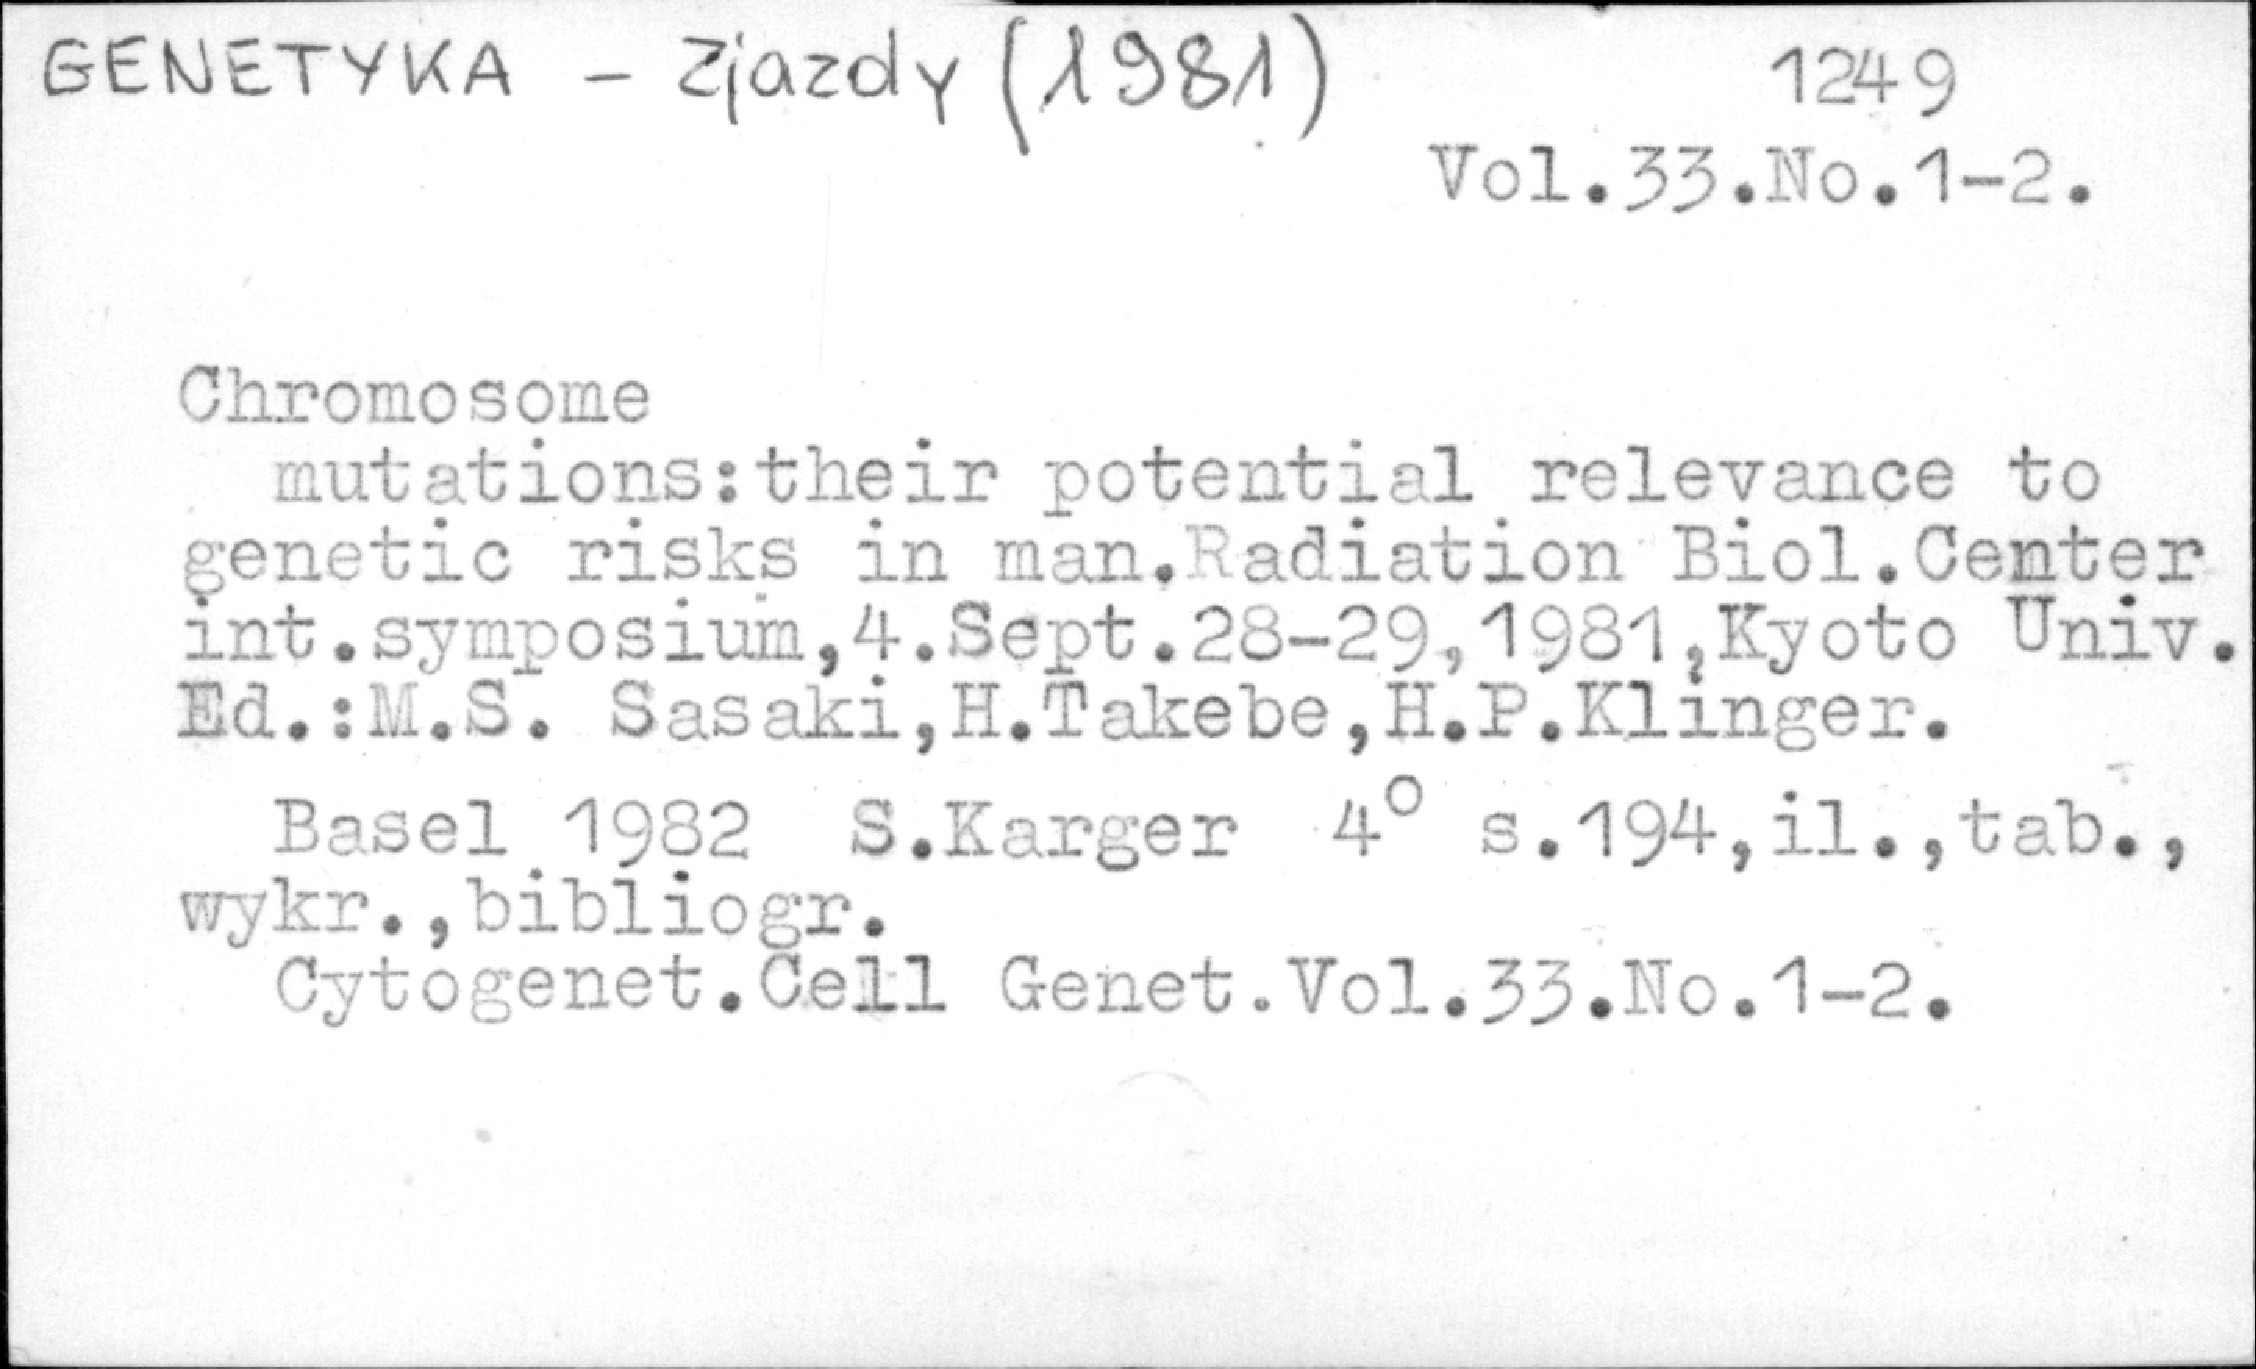 GENETYKA - Zjazdy (1981)
1249
Vol.33.No.1-2.
Chromosome
mutations:their potential relevance to
genetic risks in man.Radiation Biol.Center
int.symposium,4.Sept.28-29,1981,Kyoto Univ.
Ed.:M.S. Sasaki,H.Takebe,H.P.Klinger.
Basel 1982 S.Karger 4° s.194,il.,tab.,
wykr.,bibliogr.
Cytogenet.Cell Genet.Vol.33.No.1-2.